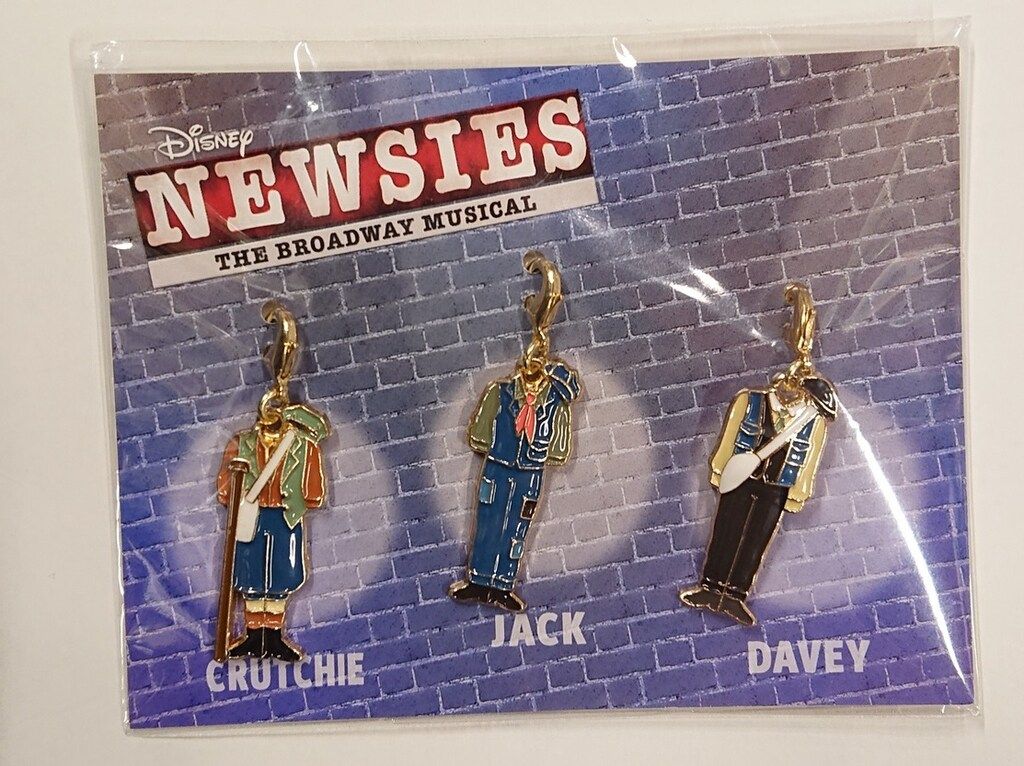 Disney
NEWSIES
THE BROADWAY MUSICAL
CRUTCHIE
JACK
DAVEY